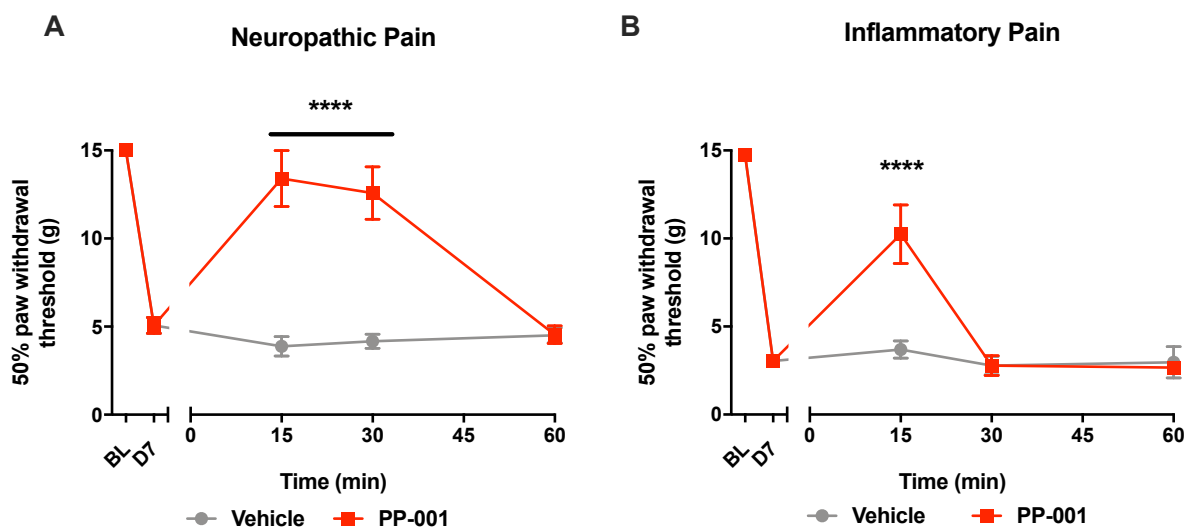 A
Neuropathic Pain
****
50% paw withdrawal
threshold (g)
15
10
5
0
BL
D7
0
15
30
45
60
Time (min)
Vehicle
PP-001
B
Inflammatory Pain
****
50% paw withdrawal
threshold (g)
15
10
5
0
BL
D7
0
15
30
45
60
Time (min)
Vehicle
PP-001